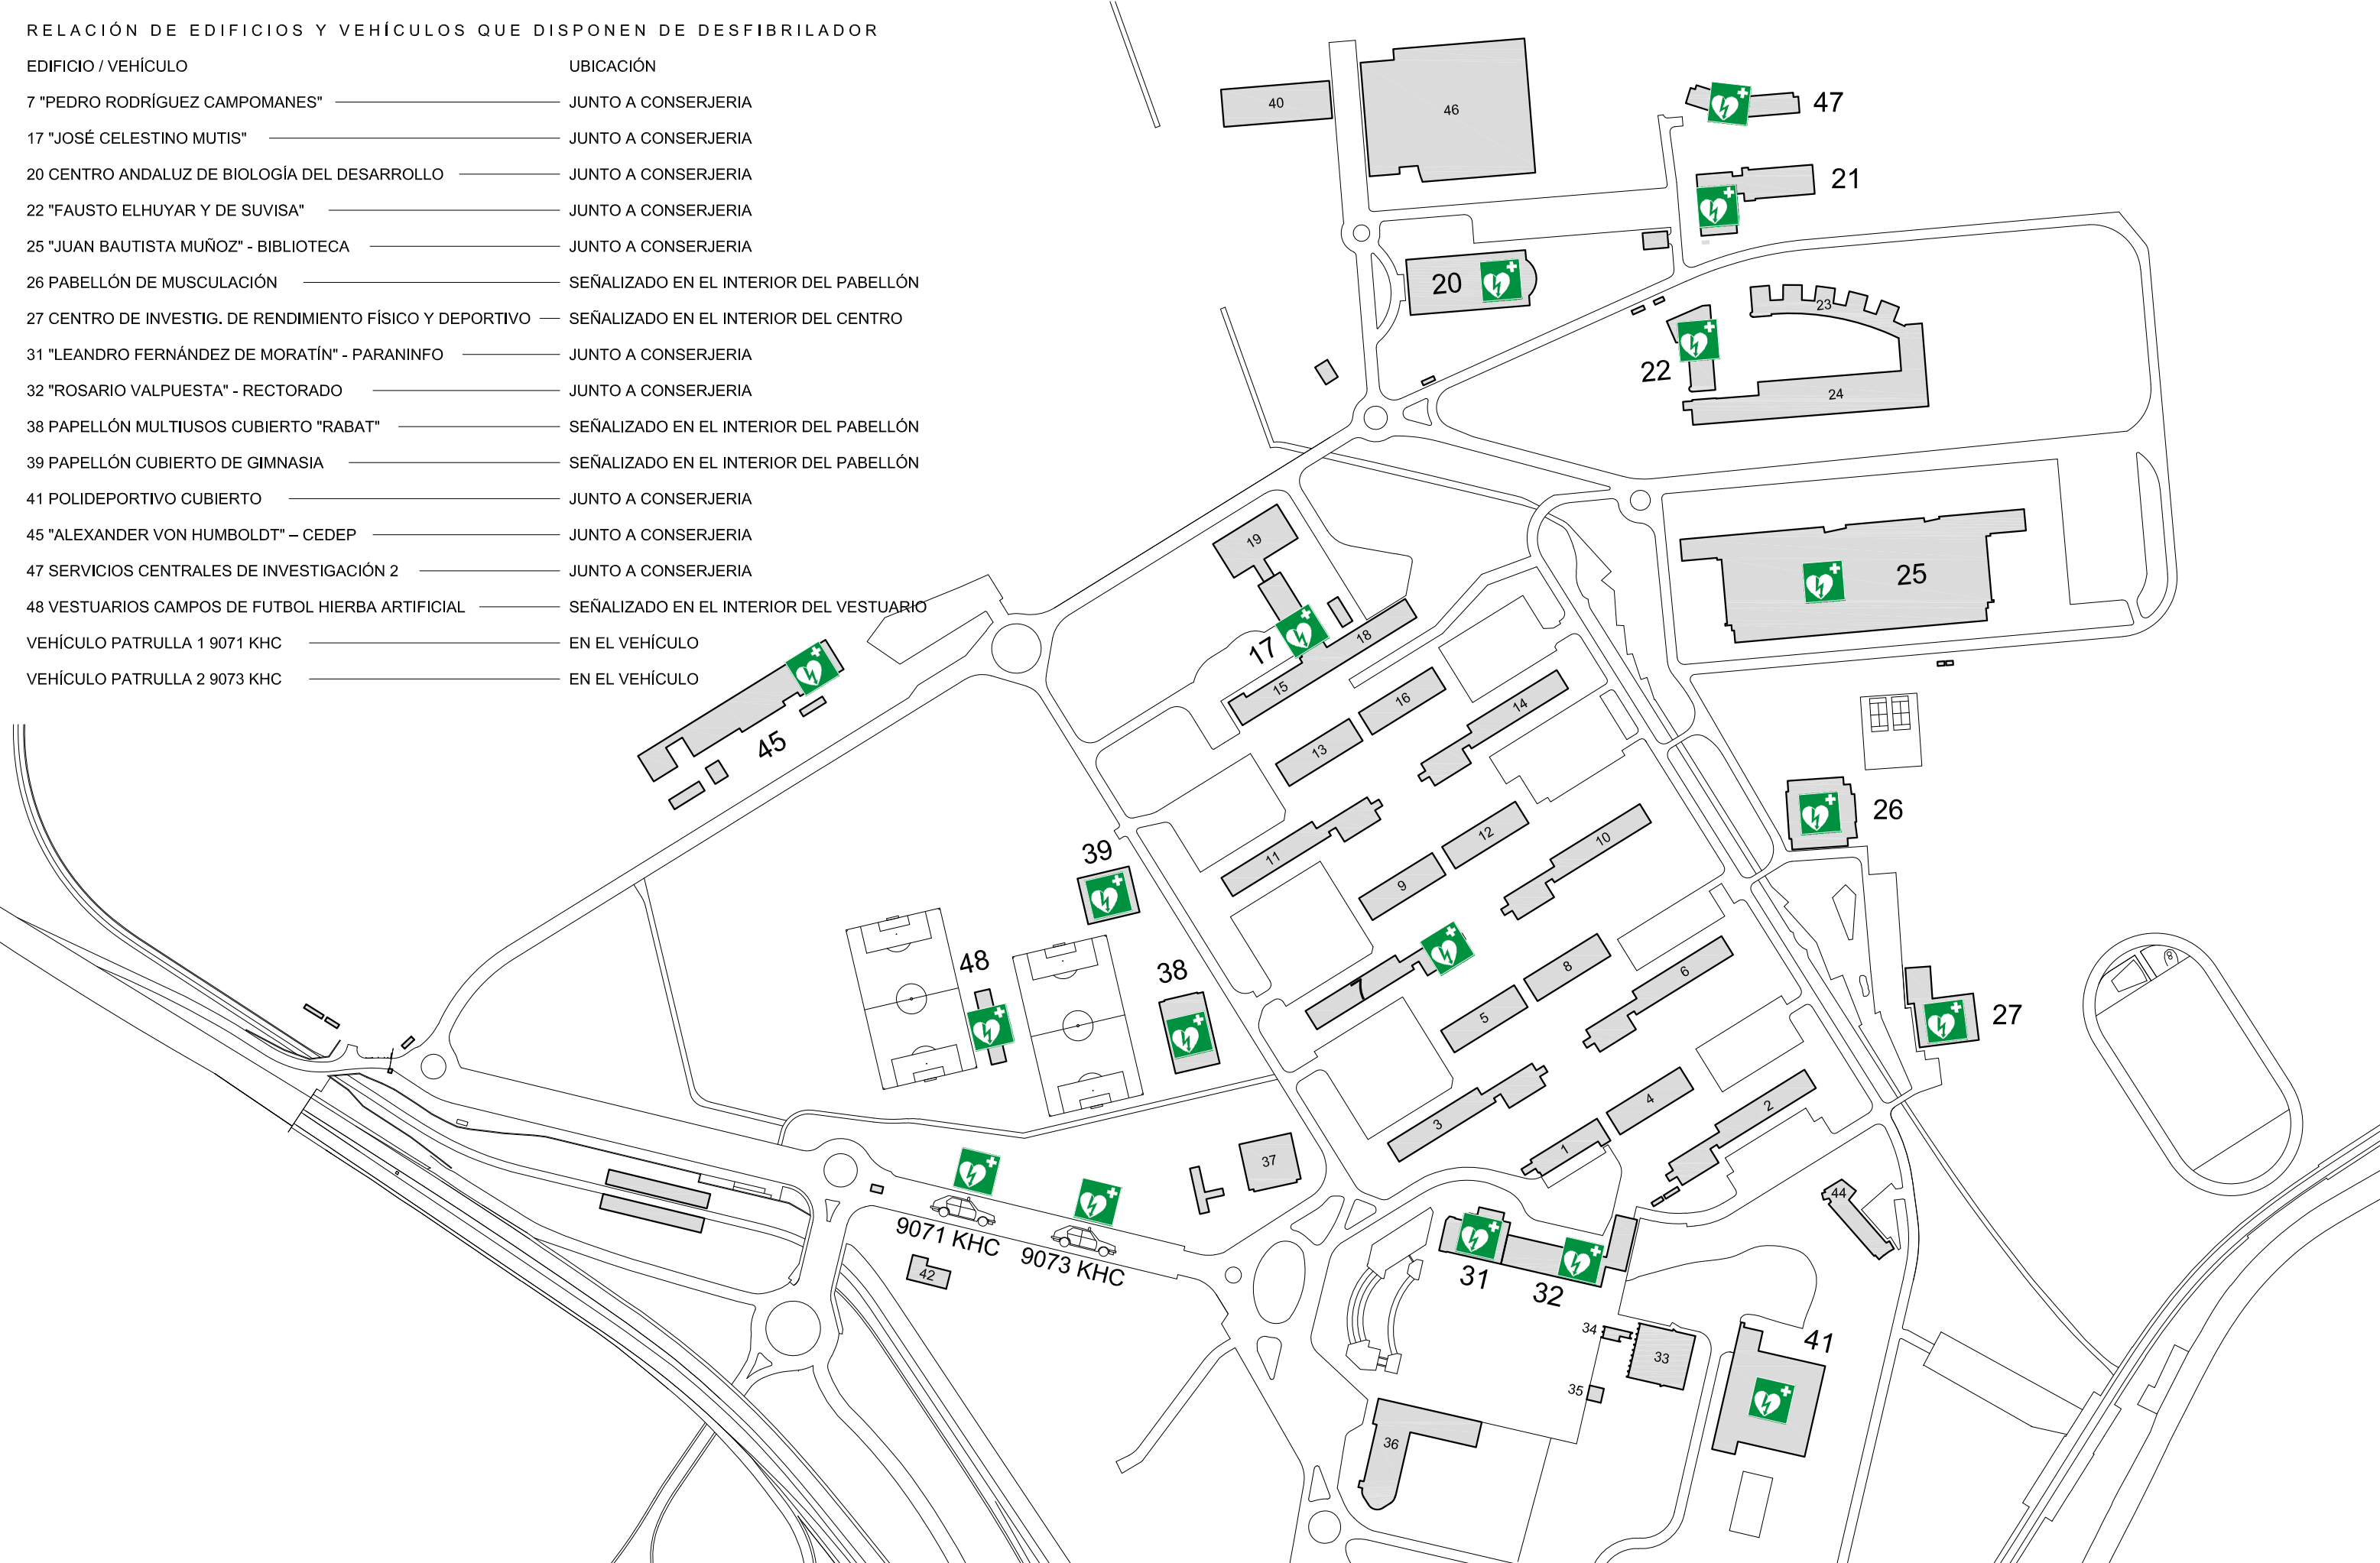 RELACIÓN DE EDIFICIOS Y VEHÍCULOS QUE DISPONEN DE DESFIBRILADOR
EDIFICIO / VEHÍCULO UBICACIÓN
7 "PEDRO RODRÍGUEZ CAMPOMANES" JUNTO A CONSERJERIA
17 "JOSÉ CELESTINO MUTIS" JUNTO A CONSERJERIA
20 CENTRO ANDALUZ DE BIOLOGÍA DEL DESARROLLO JUNTO A CONSERJERIA
22 "FAUSTO ELHUYAR Y DE SUVISA" JUNTO A CONSERJERIA
25 "JUAN BAUTISTA MUÑOZ" - BIBLIOTECA JUNTO A CONSERJERIA
26 PABELLÓN DE MUSCULACIÓN SEÑALIZADO EN EL INTERIOR DEL PABELLÓN
27 CENTRO DE INVESTIG. DE RENDIMIENTO FÍSICO Y DEPORTIVO SEÑALIZADO EN EL INTERIOR DEL CENTRO
31 "LEANDRO FERNÁNDEZ DE MORATÍN" - PARANINFO JUNTO A CONSERJERIA
32 "ROSARIO VALPUESTA" - RECTORADO JUNTO A CONSERJERIA
38 PAPELLÓN MULTIUSOS CUBIERTO "RABAT" SEÑALIZADO EN EL INTERIOR DEL PABELLÓN
39 PAPELLÓN CUBIERTO DE GIMNASIA SEÑALIZADO EN EL INTERIOR DEL PABELLÓN
41 POLIDEPORTIVO CUBIERTO JUNTO A CONSERJERIA
45 "ALEXANDER VON HUMBOLDT" – CEDEP JUNTO A CONSERJERIA
47 SERVICIOS CENTRALES DE INVESTIGACIÓN 2 JUNTO A CONSERJERIA
48 VESTUARIOS CAMPOS DE FUTBOL HIERBA ARTIFICIAL SEÑALIZADO EN EL INTERIOR DEL VESTUARIO
VEHÍCULO PATRULLA 1 9071 KHC EN EL VEHÍCULO
VEHÍCULO PATRULLA 2 9073 KHC EN EL VEHÍCULO
40
46
47
21
20
23
22
24
19
25
17
18
15
16
14
13
45
26
12
10
39
11
9
48
38
8
6
7
5
27
4
2
3
1
37
44
9071 KHC
9073 KHC
42
31
32
34
33
41
35
36